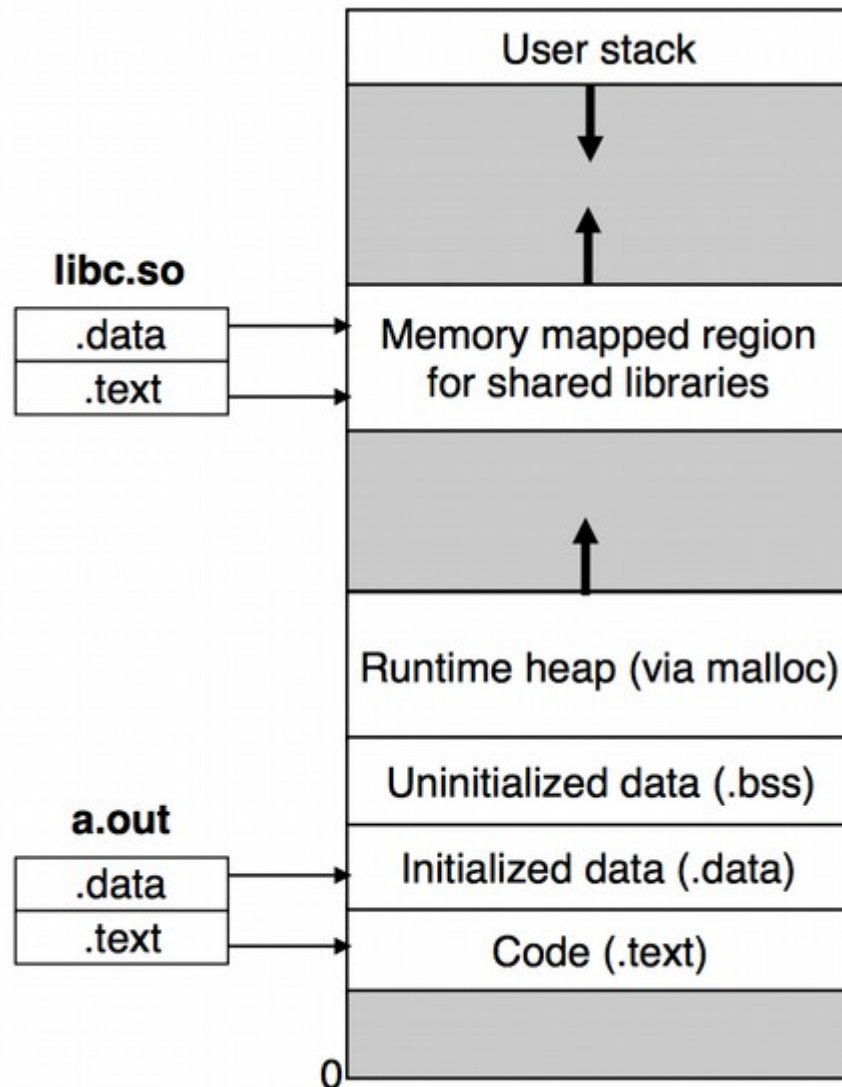 User stack
libc.so
.data
.text
Memory mapped region
for shared libraries
Runtime heap (via malloc)
Uninitialized data (.bss)
a.out
.data
.text
Initialized data (.data)
Code (.text)
0